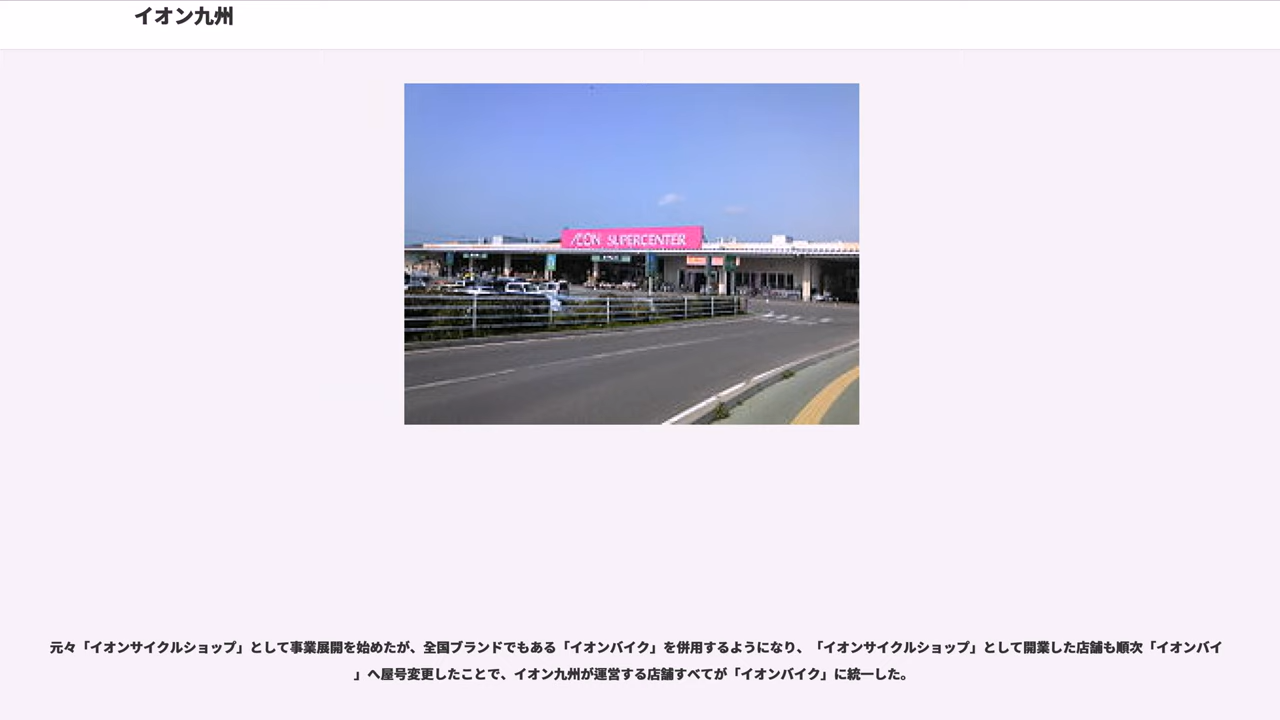 イオン九州
ÆON SUPERCENTER
元々「イオンサイクルショップ」として事業展開を始めたが、全国ブランドでもある「イオンバイク」を併用するようになり、「イオンサイクルショップ」として開業した店舗も順次「イオンバイ
」へ屋号変更したことで、イオン九州が運営する店舗すべてが「イオンバイク」に統一した。